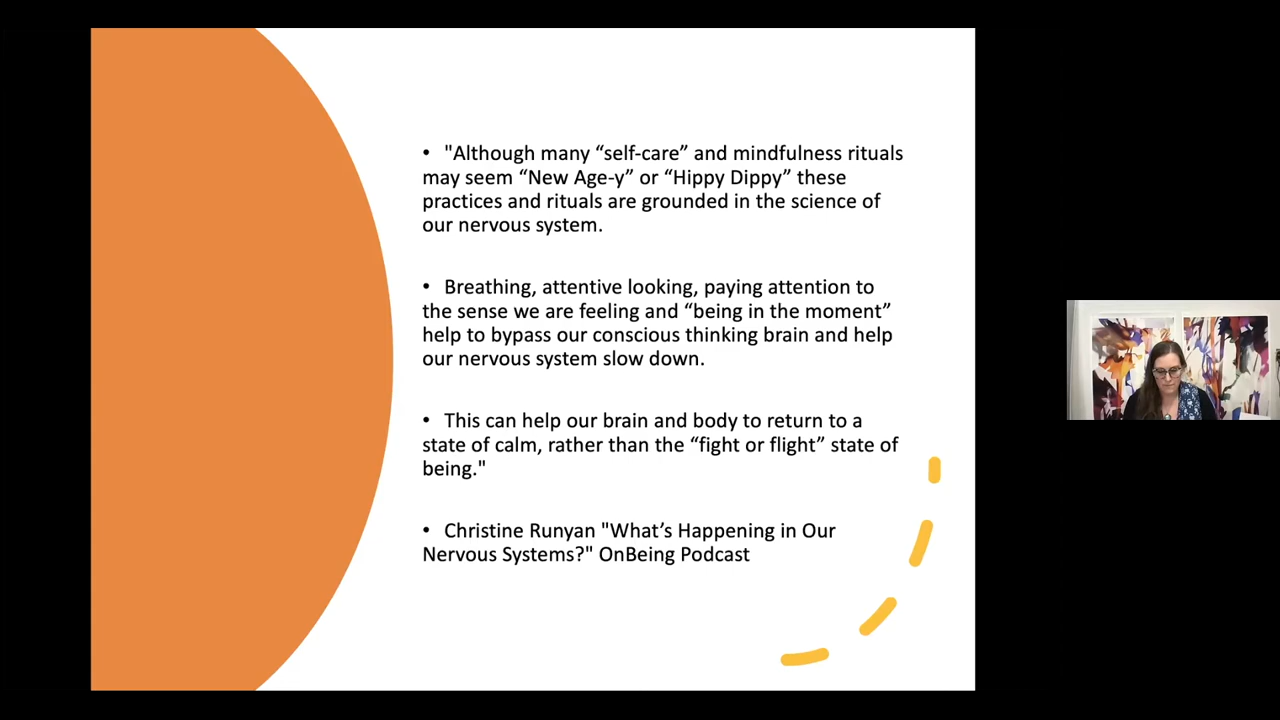 • "Although many “self-care” and mindfulness rituals
may seem “New Age-y” or “Hippy Dippy” these
practices and rituals are grounded in the science of
our nervous system.
• Breathing, attentive looking, paying attention to
the sense we are feeling and “being in the moment”
help to bypass our conscious thinking brain and help
our nervous system slow down.
• This can help our brain and body to return to a
state of calm, rather than the “fight or flight” state of
being."
• Christine Runyan "What’s Happening in Our
Nervous Systems?" OnBeing Podcast